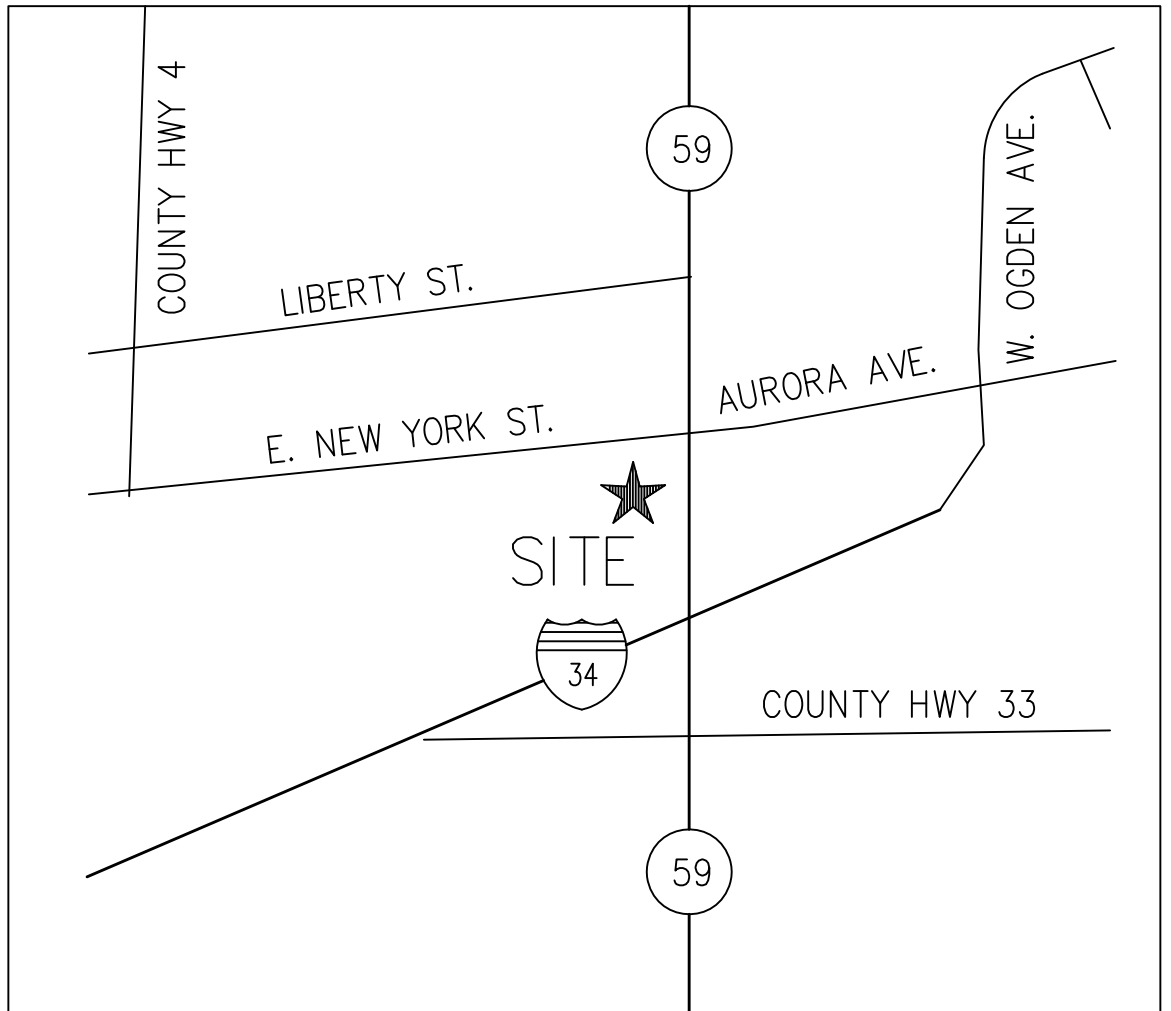 COUNTY HWY 4
59
W. OGDEN AVE.
LIBERTY ST.
AURORA AVE.
E. NEW YORK ST.
SITE
34
COUNTY HWY 33
59